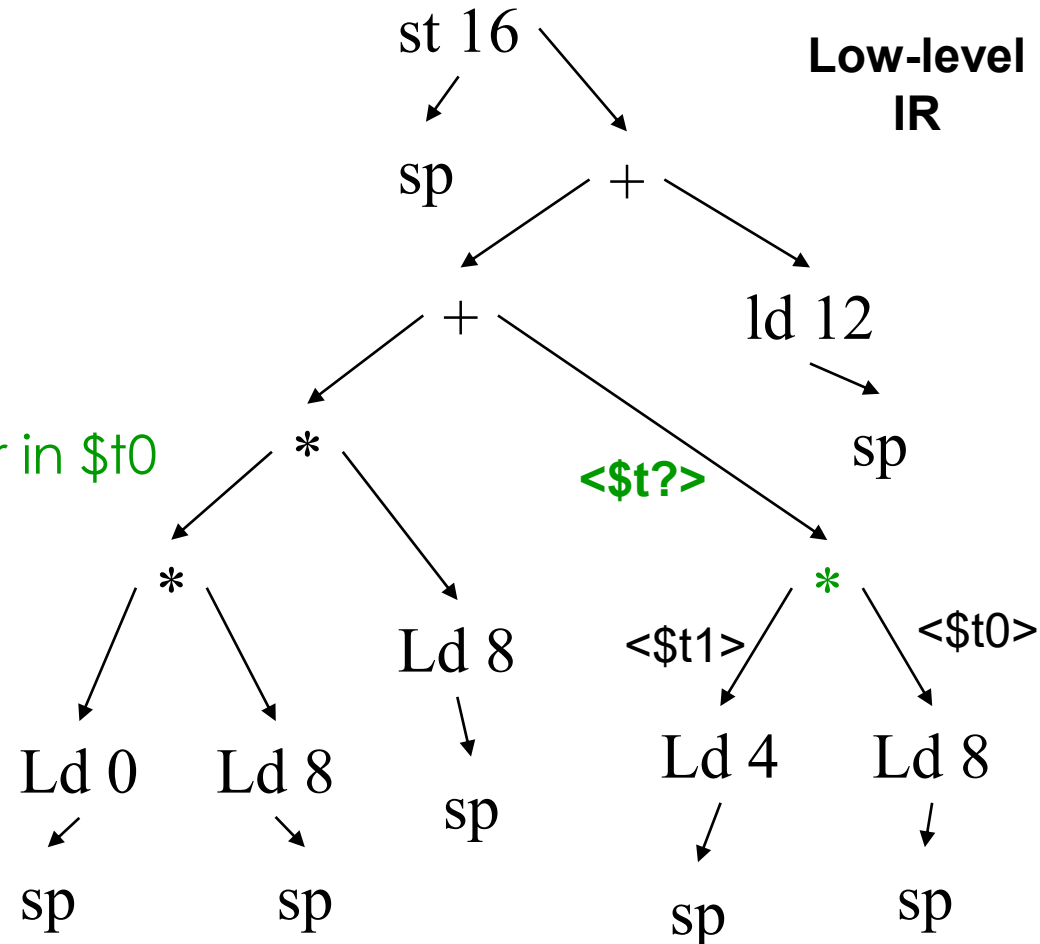 st 16
Low-level
IR
sp
+
+
ld 12
in $t0
*
<$t?>
sp
*
*
Ld 8
<$t1>
<$t0>
Ld 0
Ld 8
sp
Ld 4
Ld 8
sp
sp
sp
sp